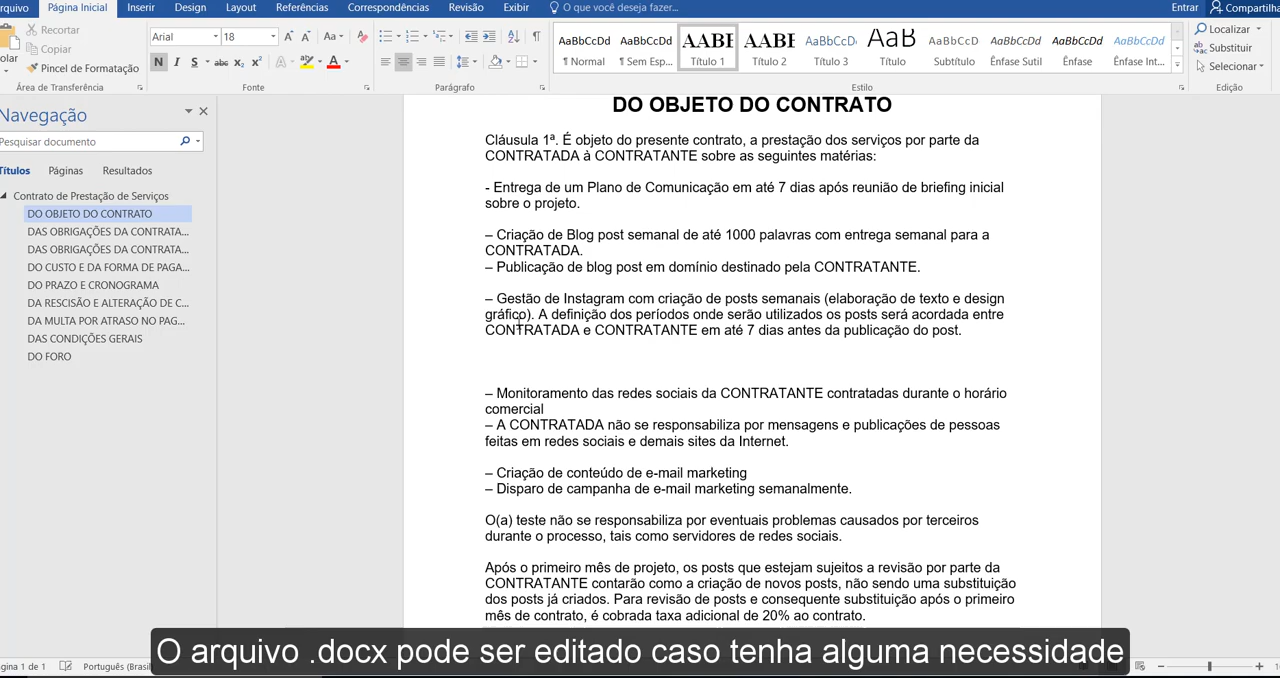 rquivo Página Inicial Inserir Design Layout Referências Correspondências Revisão Exibir O que você deseja fazer... Entrar Compartilha
Recortar
Copiar
olar
Pincel de Formatação
Área de Transferência
Arial 18
Aa
N I S abc x₂ x² A ab A
Fonte
Parágrafo
AaBbCcDd AaBbCcDd AABI AABB AaBbCcDc AaB AaBbCcD AaBbCcDd AaBbCcDd AaBbCcDd
¶ Normal ¶ Sem Esp... Título 1 Título 2 Título 3 Título Subtítulo Ênfase Sutil Ênfase Ênfase Int...
Estilo
Localizar
Substituir
Selecionar
Edição
Navegação
Pesquisar documento
Títulos Páginas Resultados
Contrato de Prestação de Serviços
DO OBJETO DO CONTRATO
DAS OBRIGAÇÕES DA CONTRATA...
DAS OBRIGAÇÕES DA CONTRATA...
DO CUSTO E DA FORMA DE PAGA...
DO PRAZO E CRONOGRAMA
DA RESCISÃO E ALTERAÇÃO DE C...
DA MULTA POR ATRASO NO PAG...
DAS CONDIÇÕES GERAIS
DO FORO
DO OBJETO DO CONTRATO
Cláusula 1ª. É objeto do presente contrato, a prestação dos serviços por parte da
CONTRATADA à CONTRATANTE sobre as seguintes matérias:
- Entrega de um Plano de Comunicação em até 7 dias após reunião de briefing inicial
sobre o projeto.
– Criação de Blog post semanal de até 1000 palavras com entrega semanal para a
CONTRATADA.
– Publicação de blog post em domínio destinado pela CONTRATANTE.
– Gestão de Instagram com criação de posts semanais (elaboração de texto e design
gráfico). A definição dos períodos onde serão utilizados os posts será acordada entre
CONTRATADA e CONTRATANTE em até 7 dias antes da publicação do post.
– Monitoramento das redes sociais da CONTRATANTE contratadas durante o horário
comercial
– A CONTRATADA não se responsabiliza por mensagens e publicações de pessoas
feitas em redes sociais e demais sites da Internet.
– Criação de conteúdo de e-mail marketing
– Disparo de campanha de e-mail marketing semanalmente.
O(a) teste não se responsabiliza por eventuais problemas causados por terceiros
durante o processo, tais como servidores de redes sociais.
Após o primeiro mês de projeto, os posts que estejam sujeitos a revisão por parte da
CONTRATANTE contarão como a criação de novos posts, não sendo uma substituição
dos posts já criados. Para revisão de posts e consequente substituição após o primeiro
mês de contrato, é cobrada taxa adicional de 20% ao contrato.
O arquivo .docx pode ser editado caso tenha alguma necessidade
gina 1 de 1 Português (Brasil